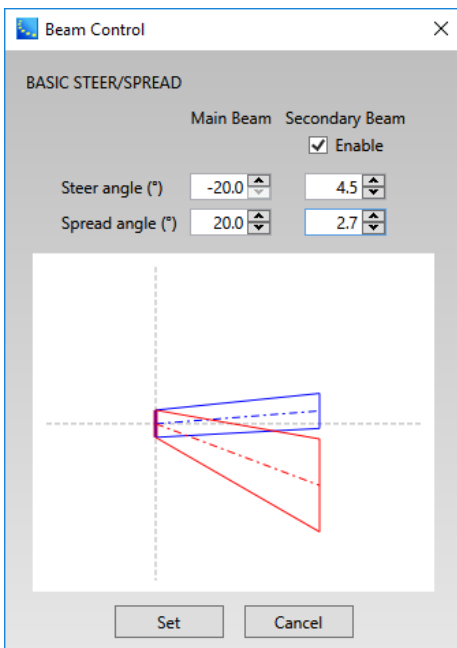 Beam Control
BASIC STEER/SPREAD
Main Beam Secondary Beam
Enable
Steer angle (°) -20.0 4.5
Spread angle (°) 20.0 2.7
Set Cancel